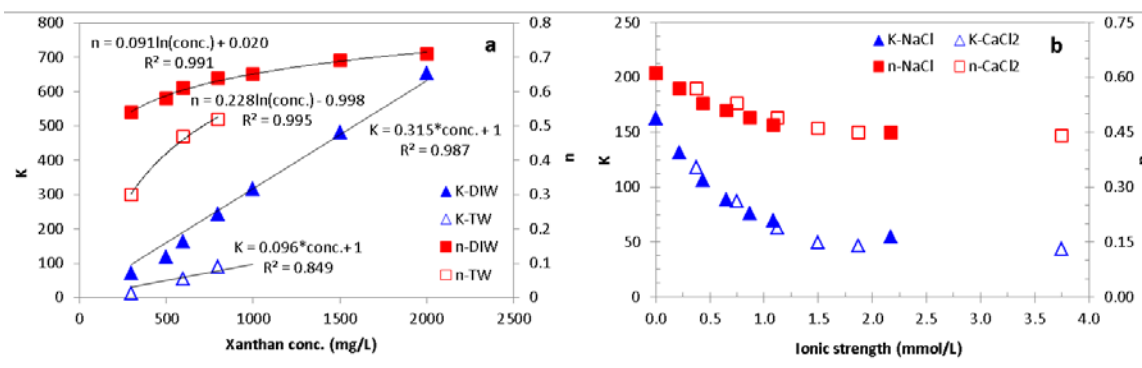 800
700
600
500
400
300
200
100
0
K
0.8
0.7
0.6
0.5
0.4
0.3
0.2
0.1
0
n
a
n = 0.091ln(conc.) + 0.020
R² = 0.991
n = 0.228ln(conc.) - 0.998
R² = 0.995
K = 0.315*conc. + 1
R² = 0.987
K = 0.096*conc.+1
R² = 0.849
K-DIW
K-TW
n-DIW
n-TW
0 500 1000 1500 2000 2500
Xanthan conc. (mg/L)
250
200
150
100
50
0
K
0.75
0.60
0.45
0.30
0.15
0.00
n
K-NaCl K-CaCl2 b
n-NaCl n-CaCl2
0.0 0.5 1.0 1.5 2.0 2.5 3.0 3.5 4.0
Ionic strength (mmol/L)